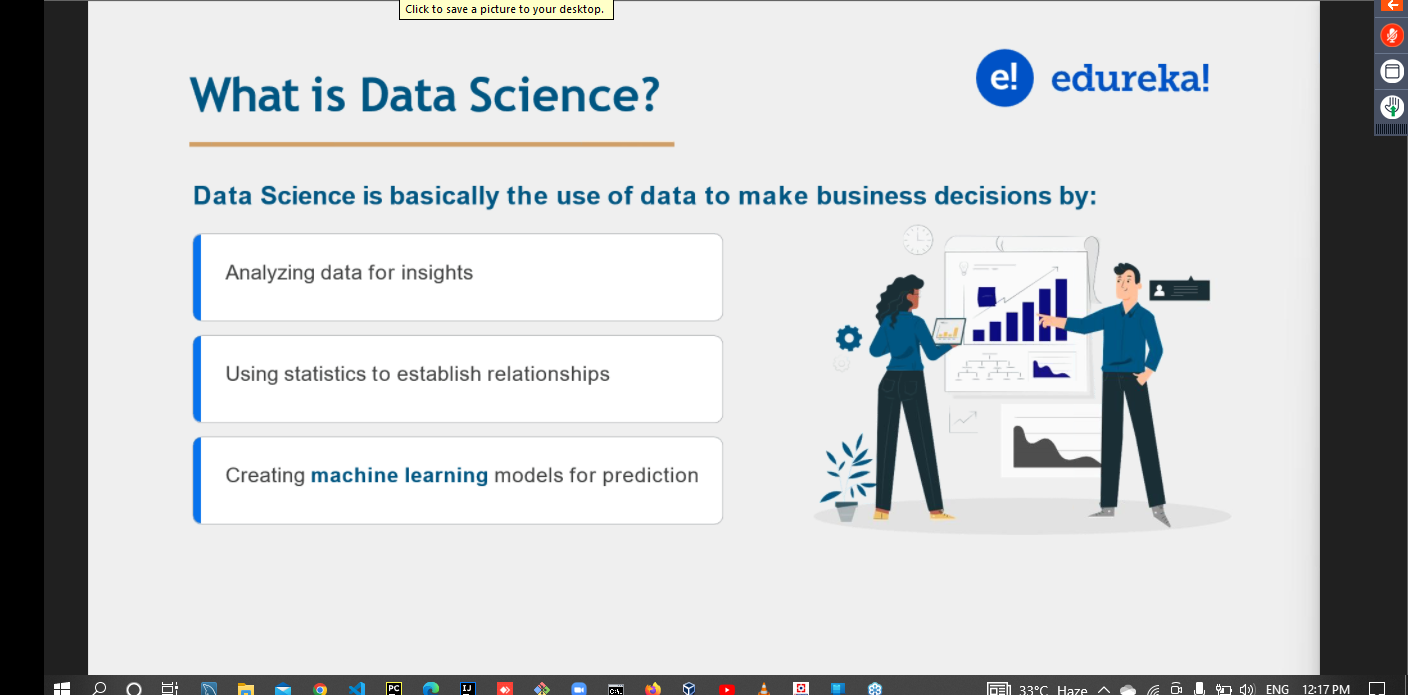 Click to save a picture to your desktop.
What is Data Science?
e! edureka!
Data Science is basically the use of data to make business decisions by:
Analyzing data for insights
Using statistics to establish relationships
Creating machine learning models for prediction
PC
IJ
33°C Haze
ENG
12:17 PM